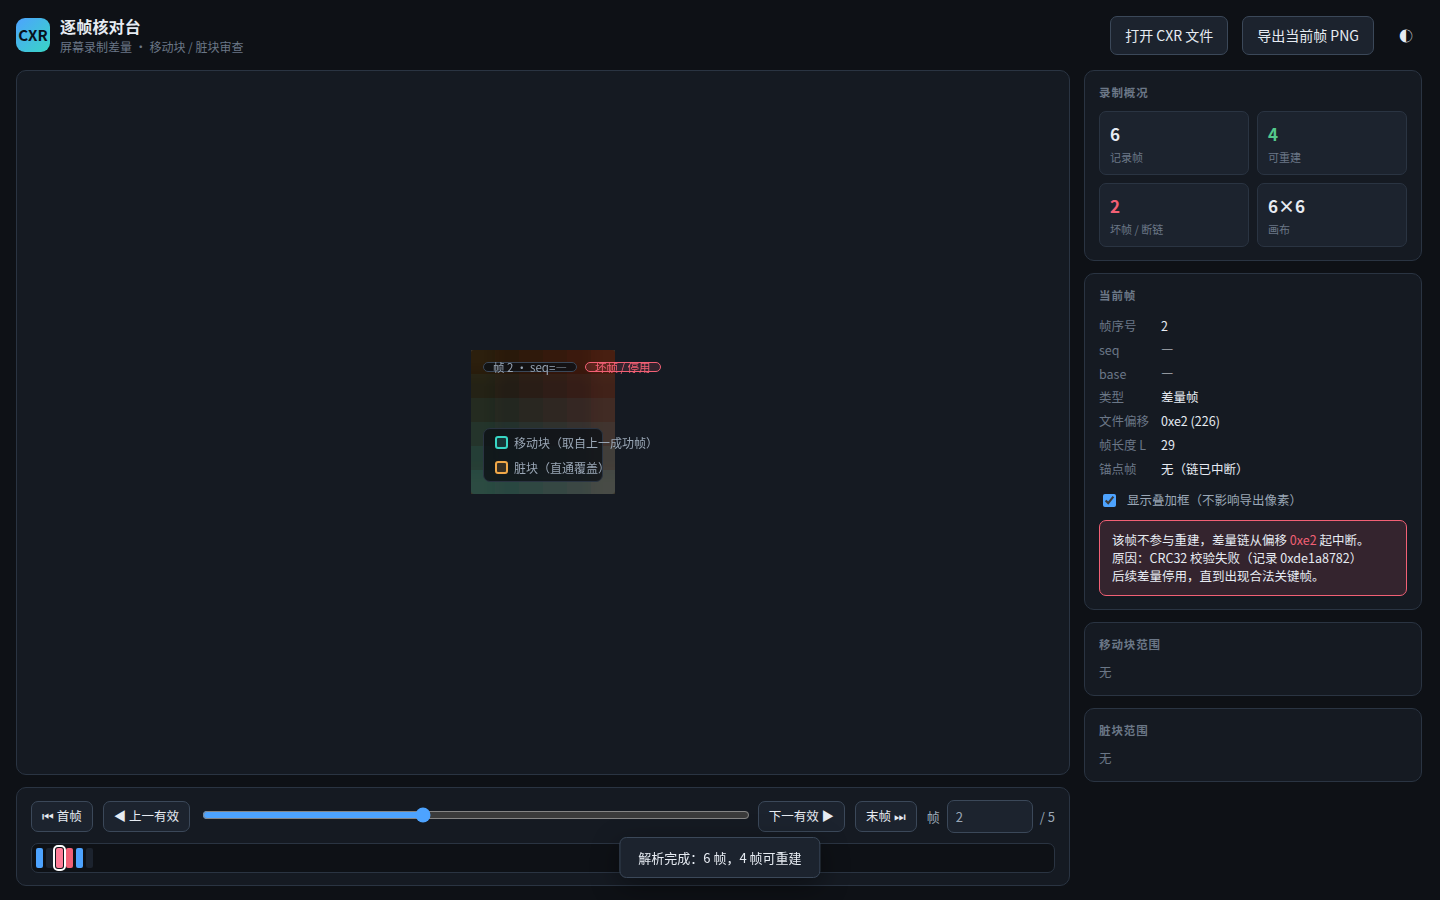 CXR
逐帧核对台
屏幕录制差量 · 移动块 / 脏块审查
打开 CXR 文件
导出当前帧 PNG
帧 2 · seq=—
坏帧 / 停用
移动块（取自上一成功帧）
脏块（直通覆盖）
⏮ 首帧
◀ 上一有效
下一有效 ▶
末帧 ⏭
帧
2
/ 5
解析完成：6 帧，4 帧可重建
录制概况
6
记录帧
4
可重建
2
坏帧 / 断链
6×6
画布
当前帧
帧序号 2
seq —
base —
类型 差量帧
文件偏移 0xe2 (226)
帧长度 L 29
锚点帧 无（链已中断）
显示叠加框（不影响导出像素）
该帧不参与重建，差量链从偏移 0xe2 起中断。
原因：CRC32 校验失败（记录 0xde1a8782）
后续差量停用，直到出现合法关键帧。
移动块范围
无
脏块范围
无